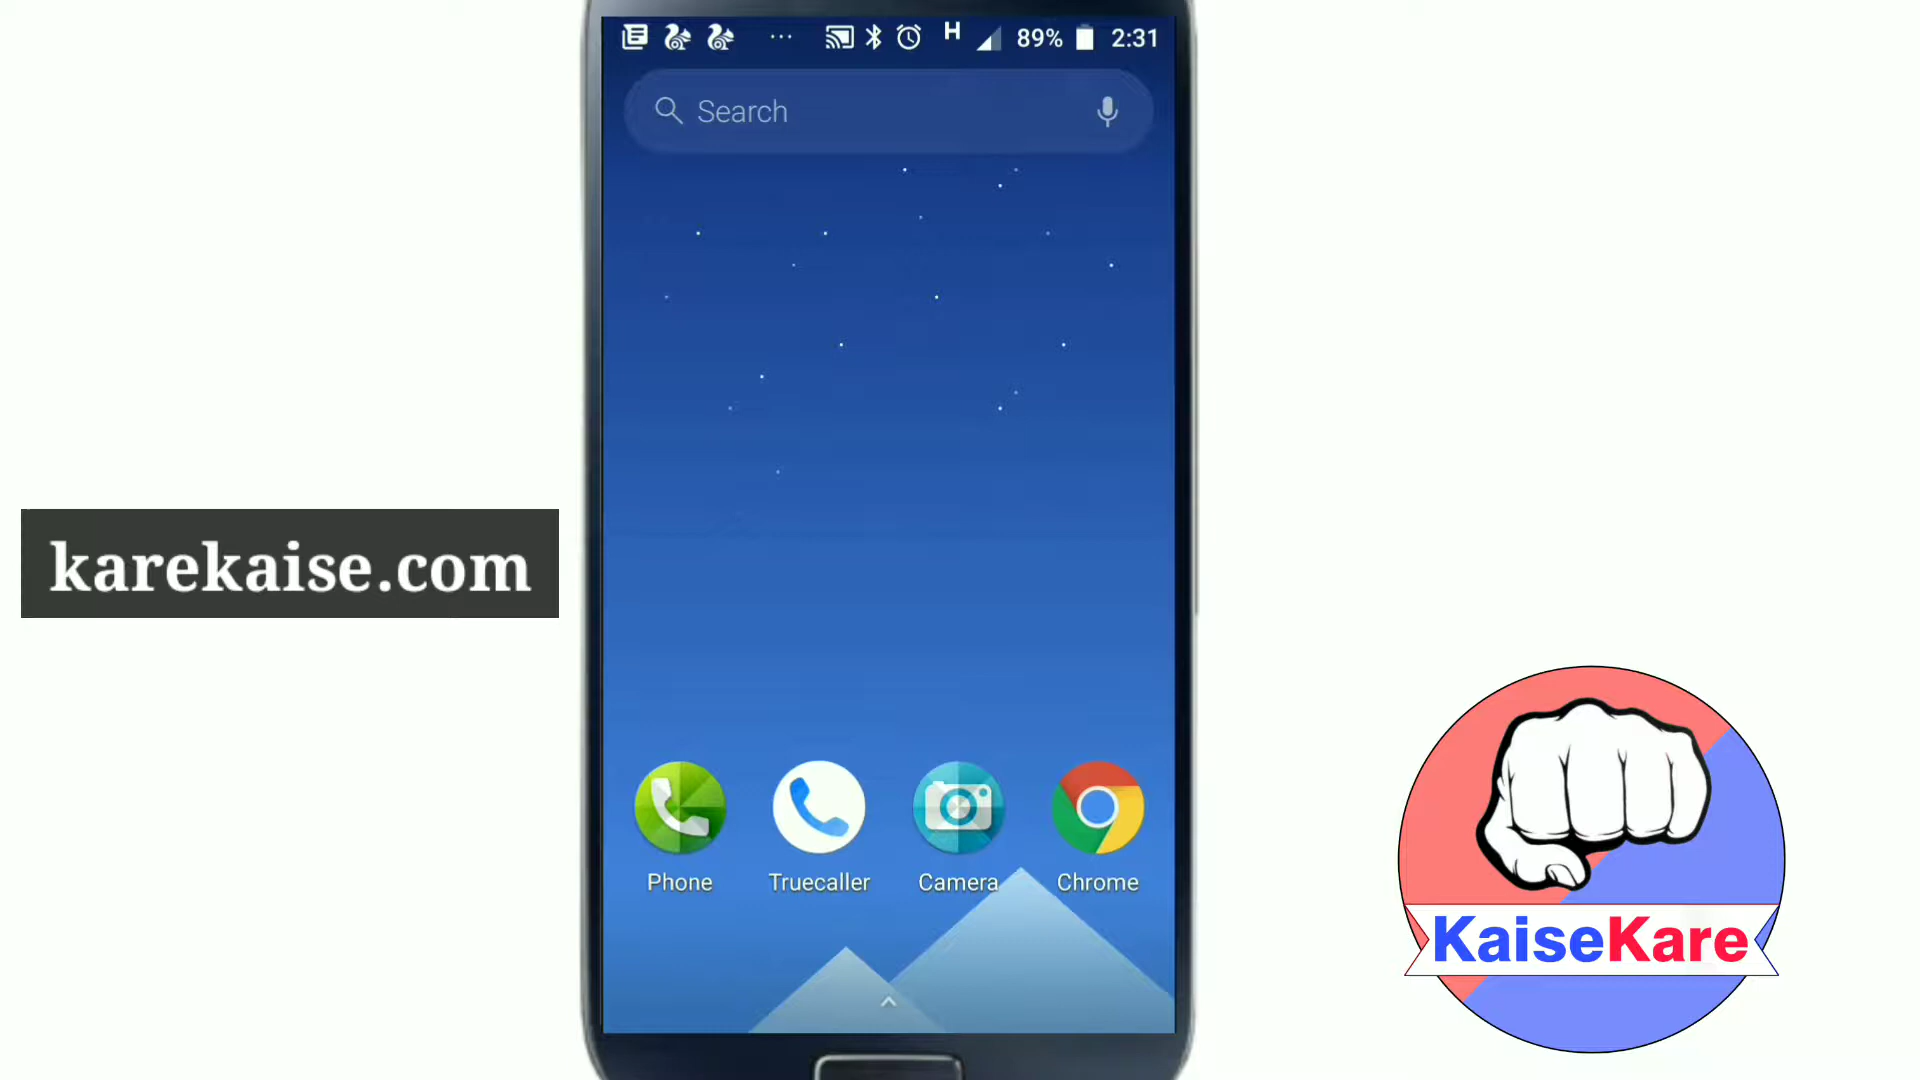 H 89% 2:31
Search
karekaise.com
Phone Truecaller Camera Chrome
KaiseKare